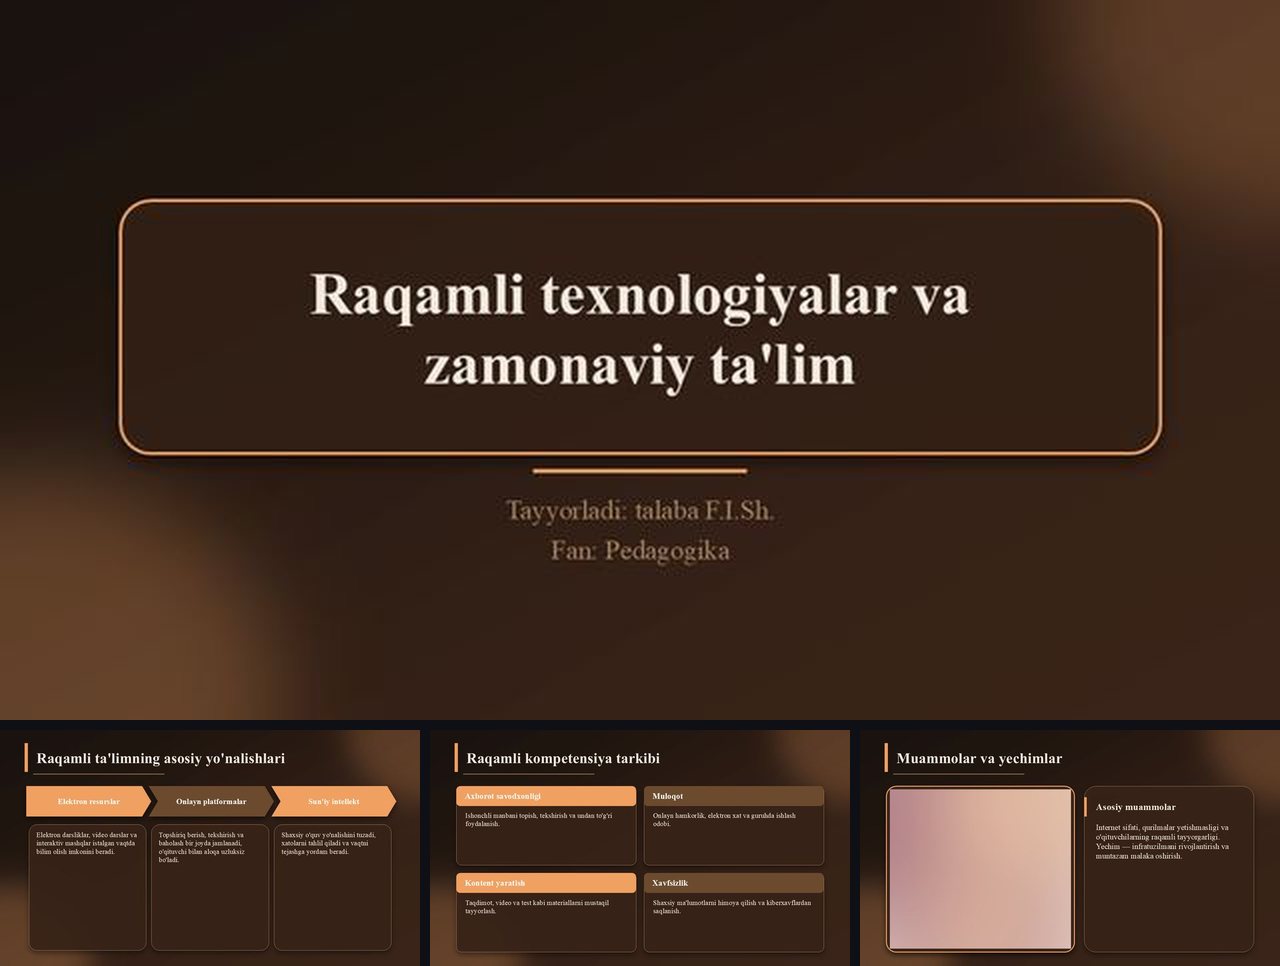 Raqamli texnologiyalar va
zamonaviy ta'lim
Tayyorladi: talaba F.I.Sh.
Fan: Pedagogika
Raqamli ta'limning asosiy yo'nalishlari
Elektron resurslar
Onlayn platformalar
Sun'iy intellekt
Elektron darsliklar, video darslar va
interaktiv mashqlar istalgan vaqtda
bilim olish imkonini beradi.
Topshiriq berish, tekshirish va
baholash bir joyda jamlanadi,
o'qituvchi bilan aloqa uzluksiz
bo'ladi.
Shaxsiy o'quv yo'nalishini tuzadi,
xatolarni tahlil qiladi va vaqtni
tejashga yordam beradi.
Raqamli kompetensiya tarkibi
Axborot savodxonligi
Ishonchli manbani topish, tekshirish va undan to'g'ri
foydalanish.
Muloqot
Onlayn hamkorlik, elektron xat va guruhda ishlash
odobi.
Kontent yaratish
Taqdimot, video va test kabi materiallarni mustaqil
tayyorlash.
Xavfsizlik
Shaxsiy ma'lumotlarni himoya qilish va kiberxavflardan
saqlanish.
Muammolar va yechimlar
Asosiy muammolar
Internet sifati, qurilmalar yetishmasligi va
o'qituvchilarning raqamli tayyorgarligi.
Yechim — infratuzilmani rivojlantirish va
muntazam malaka oshirish.